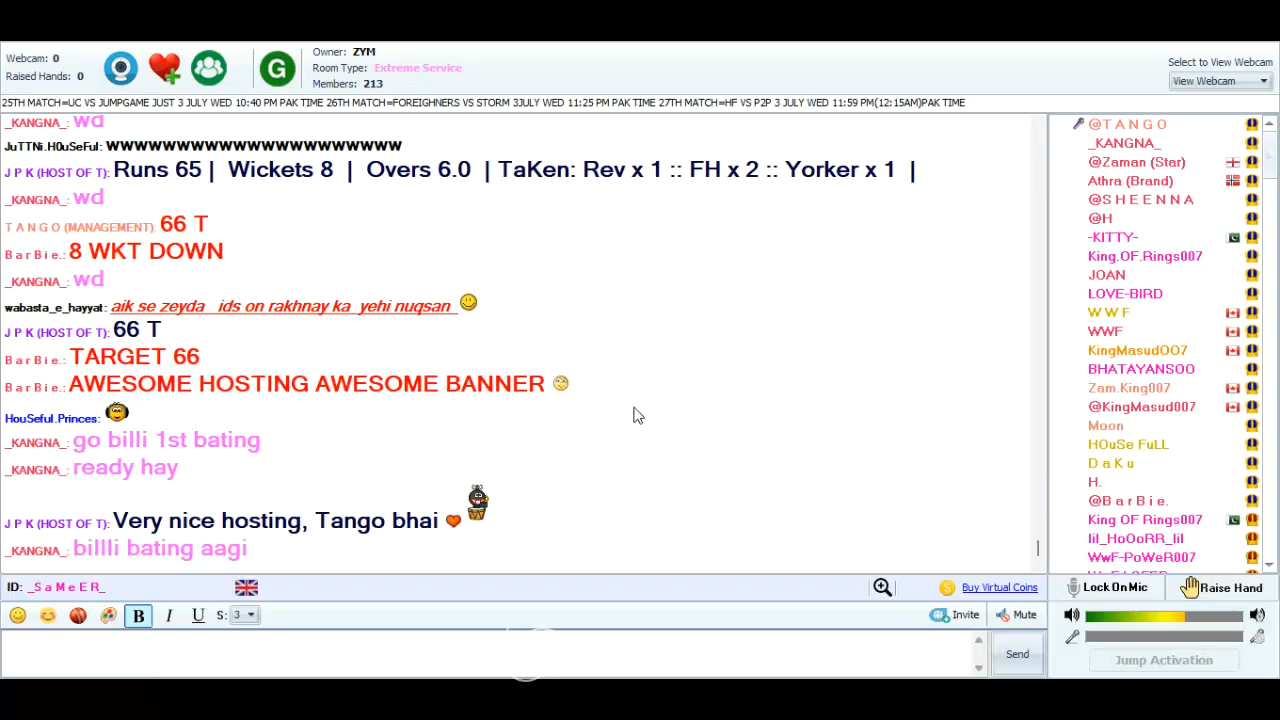 Webcam: 0
Raised Hands: 0
G
Owner: ZYM
Room Type: Extreme Service
Members: 213
Select to View Webcam
View Webcam
25TH MATCH=UC VS JUMPGAME JUST 3 JULY WED 10:40 PM PAK TIME 26TH MATCH=FOREIGHNERS VS STORM 3JULY WED 11:25 PM PAK TIME 27TH MATCH=HF VS P2P 3 JULY WED 11:59 PM(12:15AM)PAK TIME
_KANGNA_: wd
JuTTNi.H0uSeFul: wwwwwwwwwwwwwwwwwwwwww
J P K (HOST OF T): Runs 65 | Wickets 8 | Overs 6.0 | TaKen: Rev x 1 :: FH x 2 :: Yorker x 1 |
_KANGNA_: wd
T A N G O (MANAGEMENT): 66 T
B a r B i e .: 8 WKT DOWN
_KANGNA_: wd
wabasta_e_hayyat: aik se zeyda ids on rakhnay ka yehi nuqsan
J P K (HOST OF T): 66 T
B a r B i e .: TARGET 66
B a r B i e .: AWESOME HOSTING AWESOME BANNER
HouSeful.Princes:
_KANGNA_: go billi 1st bating
_KANGNA_: ready hay
J P K (HOST OF T): Very nice hosting, Tango bhai
_KANGNA_: billli bating aagi
@T A N G O
_KANGNA_
@Zaman (Star)
Athra (Brand)
@S H E E N N A
@H
-KITTY-
King.OF.Rings007
JOAN
LOVE-BIRD
W W F
WWF
KingMasudOO7
BHATAYANSOO
Zam.King007
@KingMasud007
Moon
HOuSe FuLL
D a K u
H.
@B a r B i e.
King OF Rings007
lil_HoOoRR_lil
WwF-PoWeR007
ID: _S a M e E R_
Buy Virtual Coins
Lock On Mic
Raise Hand
B I U S: 3
Invite
Mute
Send
Jump Activation